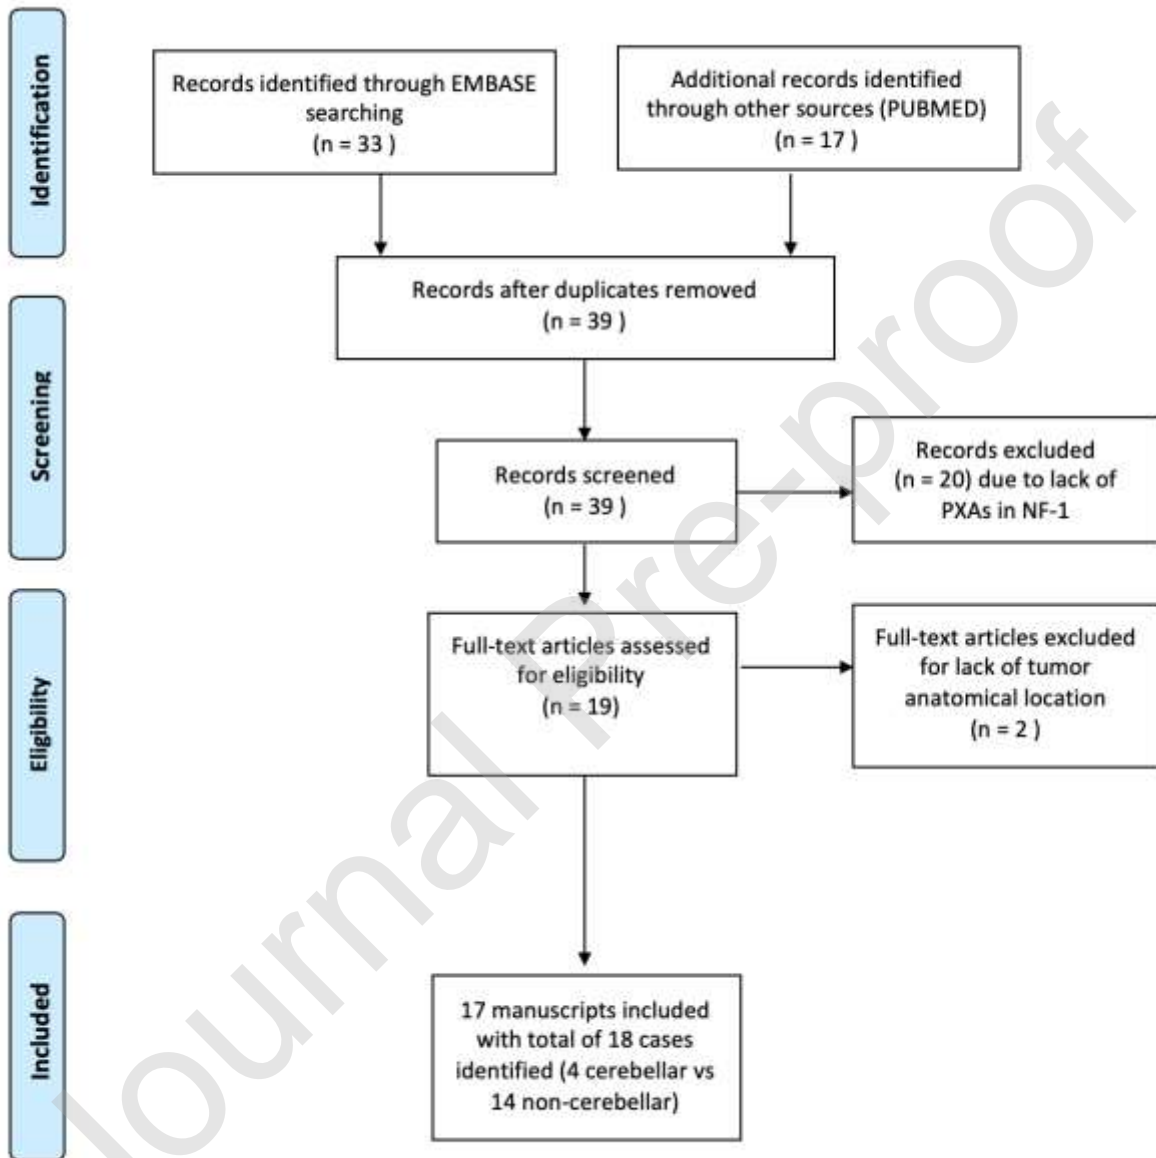 Identification
Records identified through EMBASE
searching
(n = 33 )
Additional records identified
through other sources (PUBMED)
(n = 17 )
Records after duplicates removed
(n = 39 )
Screening
Records screened
(n = 39 )
Records excluded
(n = 20) due to lack of
PXAs in NF-1
Eligibility
Full-text articles assessed
for eligibility
(n = 19)
Full-text articles excluded
for lack of tumor
anatomical location
(n = 2 )
Included
17 manuscripts included
with total of 18 cases
identified (4 cerebellar vs
14 non-cerebellar)
Journal Pre-proof